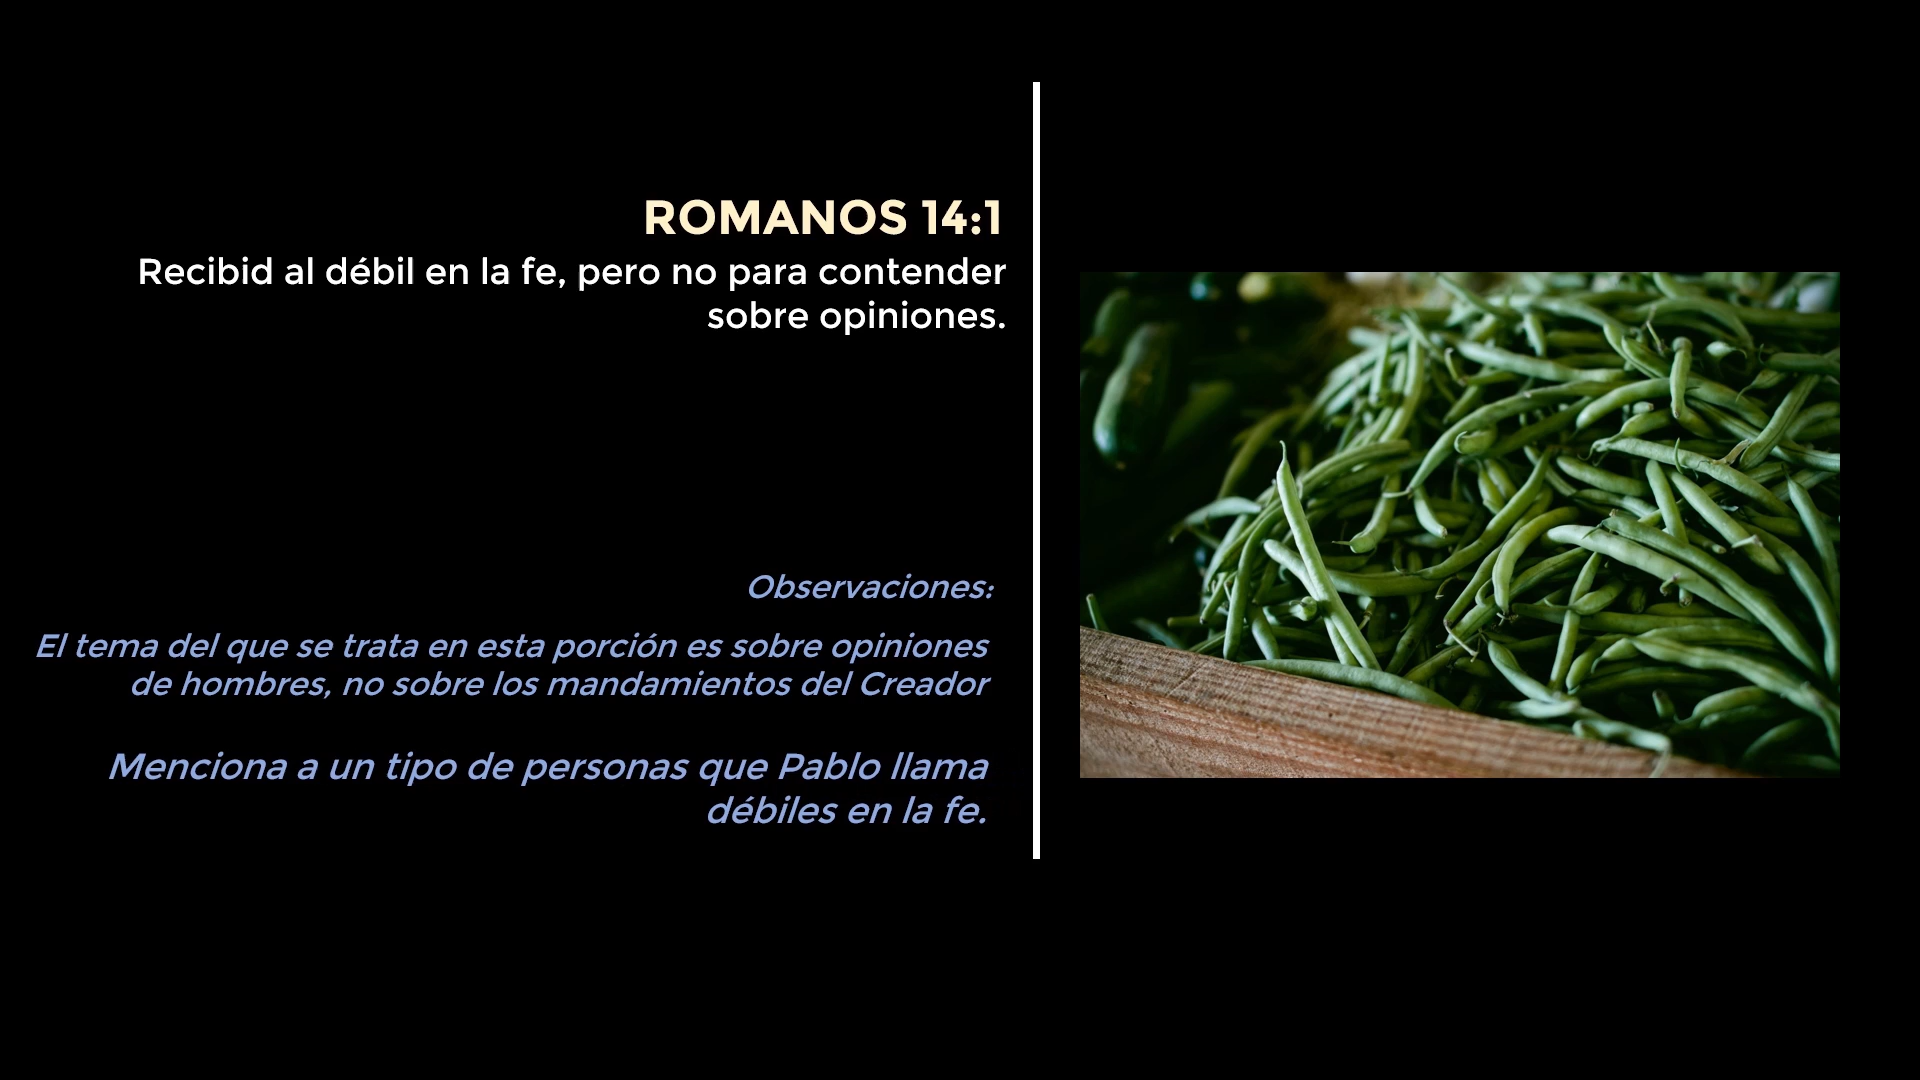 ROMANOS 14:1
Recibid al débil en la fe, pero no para contender
sobre opiniones.
Observaciones:
El tema del que se trata en esta porción es sobre opiniones
de hombres, no sobre los mandamientos del Creador
Menciona a un tipo de personas que Pablo llama
débiles en la fe.